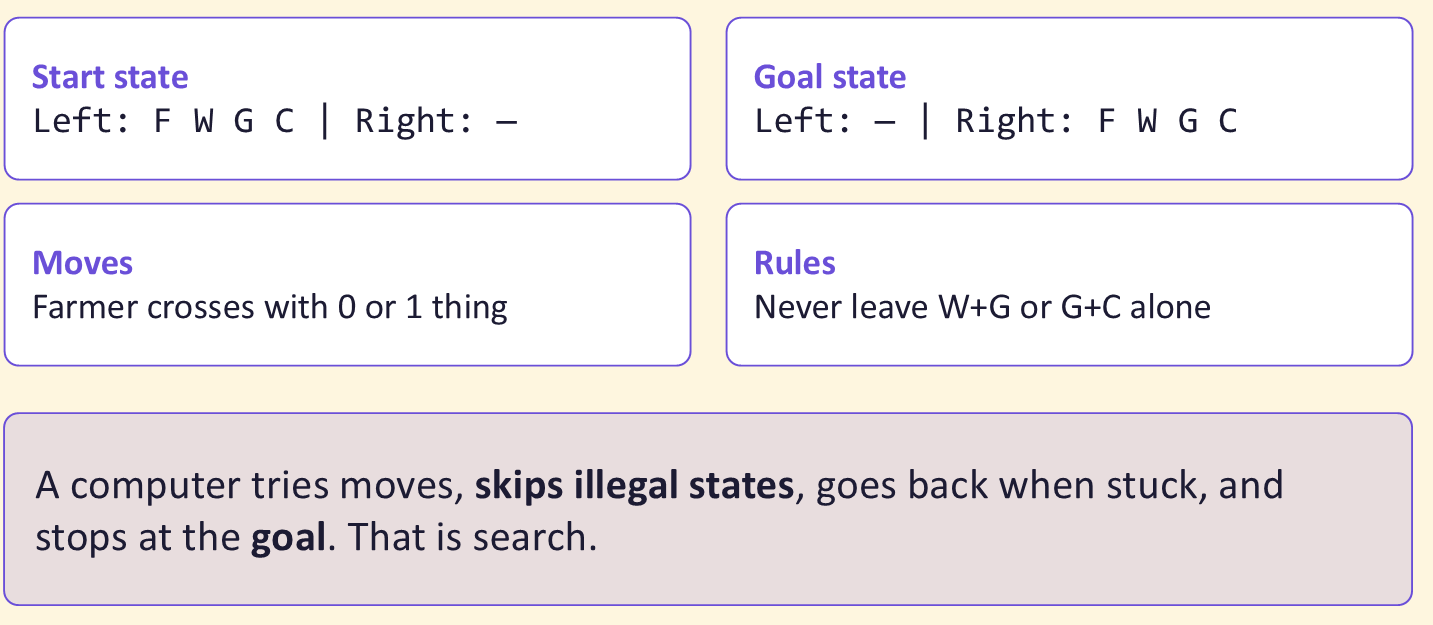 Start state
Left: F W G C | Right: —
Goal state
Left: — | Right: F W G C
Moves
Farmer crosses with 0 or 1 thing
Rules
Never leave W+G or G+C alone
A computer tries moves, skips illegal states, goes back when stuck, and
stops at the goal. That is search.